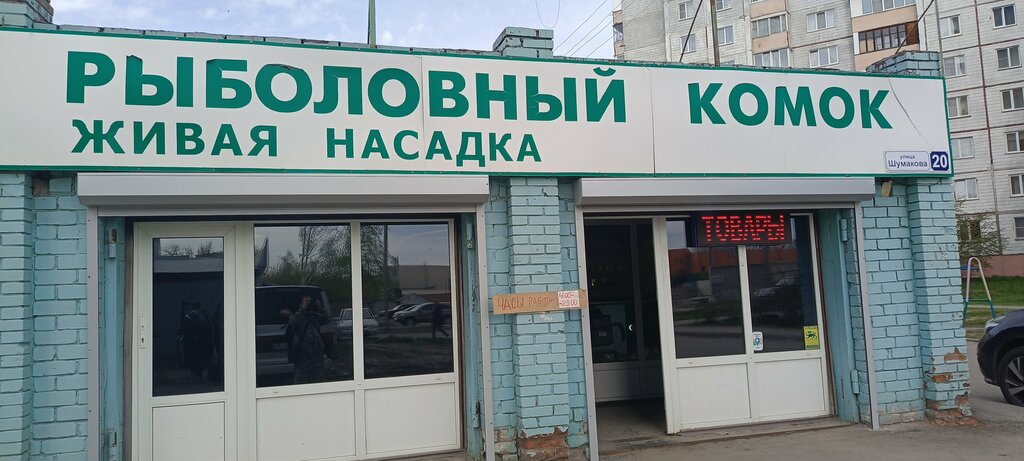 РЫБОЛОВНЫЙ КОМОК
ЖИВАЯ НАСАДКА
улица
Шумакова 20
ТОВАРЫ
ЧАСЫ РАБОТЫ